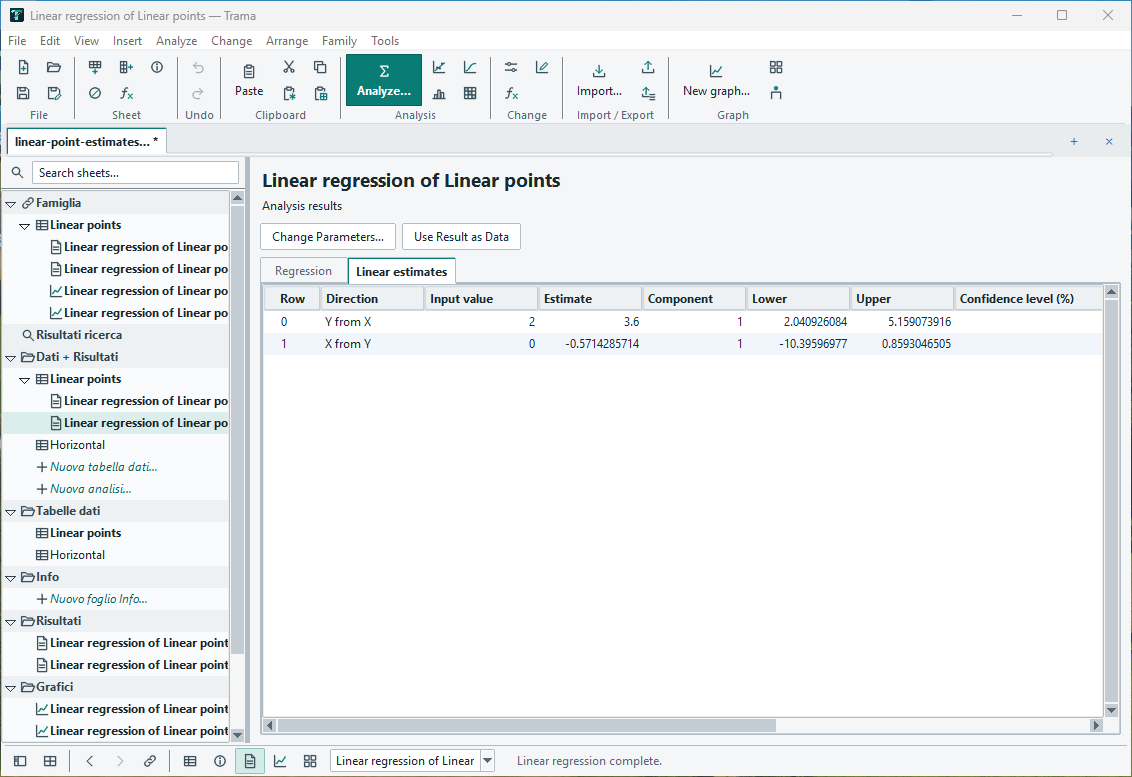 Linear regression of Linear points — Trama
File Edit View Insert Analyze Change Arrange Family Tools
Paste
Analyze...
Import...
New graph...
File Sheet Undo Clipboard Analysis Change Import / Export Graph
linear-point-estimates... *
Search sheets...
Famiglia
Linear points
Linear regression of Linear po
Linear regression of Linear po
Linear regression of Linear po
Linear regression of Linear po
Risultati ricerca
Dati + Risultati
Linear points
Linear regression of Linear po
Linear regression of Linear po
Horizontal
Nuova tabella dati...
Nuova analisi...
Tabelle dati
Linear points
Horizontal
Info
Nuovo foglio Info...
Risultati
Linear regression of Linear point
Linear regression of Linear point
Grafici
Linear regression of Linear point
Linear regression of Linear point
Linear regression of Linear points
Analysis results
Change Parameters... Use Result as Data
Regression Linear estimates
Row Direction Input value Estimate Component Lower Upper Confidence level (%)
0 Y from X 2 3.6 1 2.040926084 5.159073916
1 X from Y 0 -0.5714285714 1 -10.39596977 0.8593046505
Linear regression of Linear Linear regression complete.